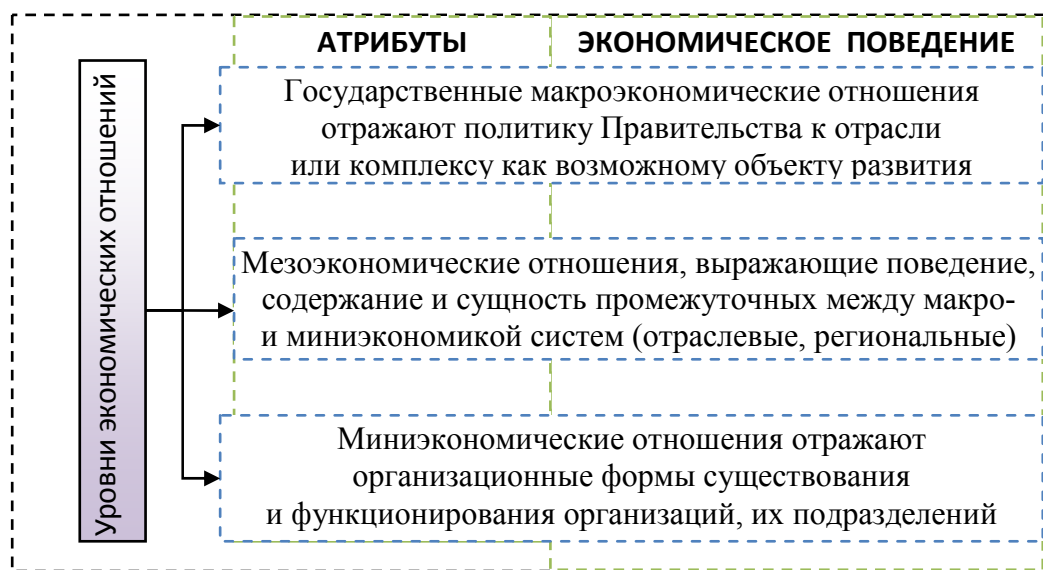 АТРИБУТЫ
ЭКОНОМИЧЕСКОЕ ПОВЕДЕНИЕ
Уровни экономических отношений
Государственные макроэкономические отношения
отражают политику Правительства к отрасли
или комплексу как возможному объекту развития
Мезоэкономические отношения, выражающие поведение,
содержание и сущность промежуточных между макро-
и миниэкономикой систем (отраслевые, региональные)
Миниэкономические отношения отражают
организационные формы существования
и функционирования организаций, их подразделений